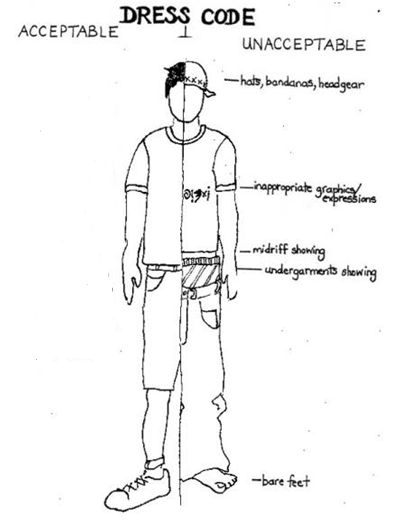 DRESS CODE
ACCEPTABLE
UNACCEPTABLE
hats, bandanas, headgear
inappropriate graphics/
expressions
midriff showing
undergarments showing
bare feet